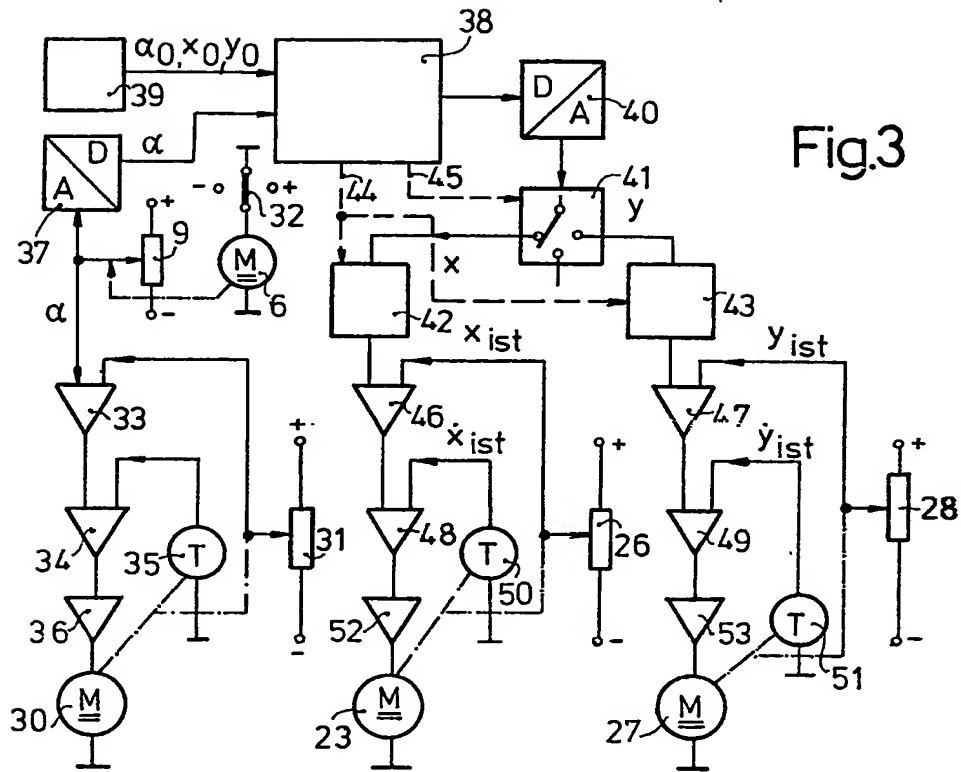 α₀, x₀, y₀
38
39
D
A
40
Fig.3
α
D
A
37
44
45
41
y
- +
32
+
9
-
M
6
x
α
42
43
x ist
y ist
33
46
47
ẋ ist
ẏ ist
+
+
+
34
35
T
31
48
T
50
26
49
28
36
-
52
-
53
T
51
-
M
30
M
23
M
27